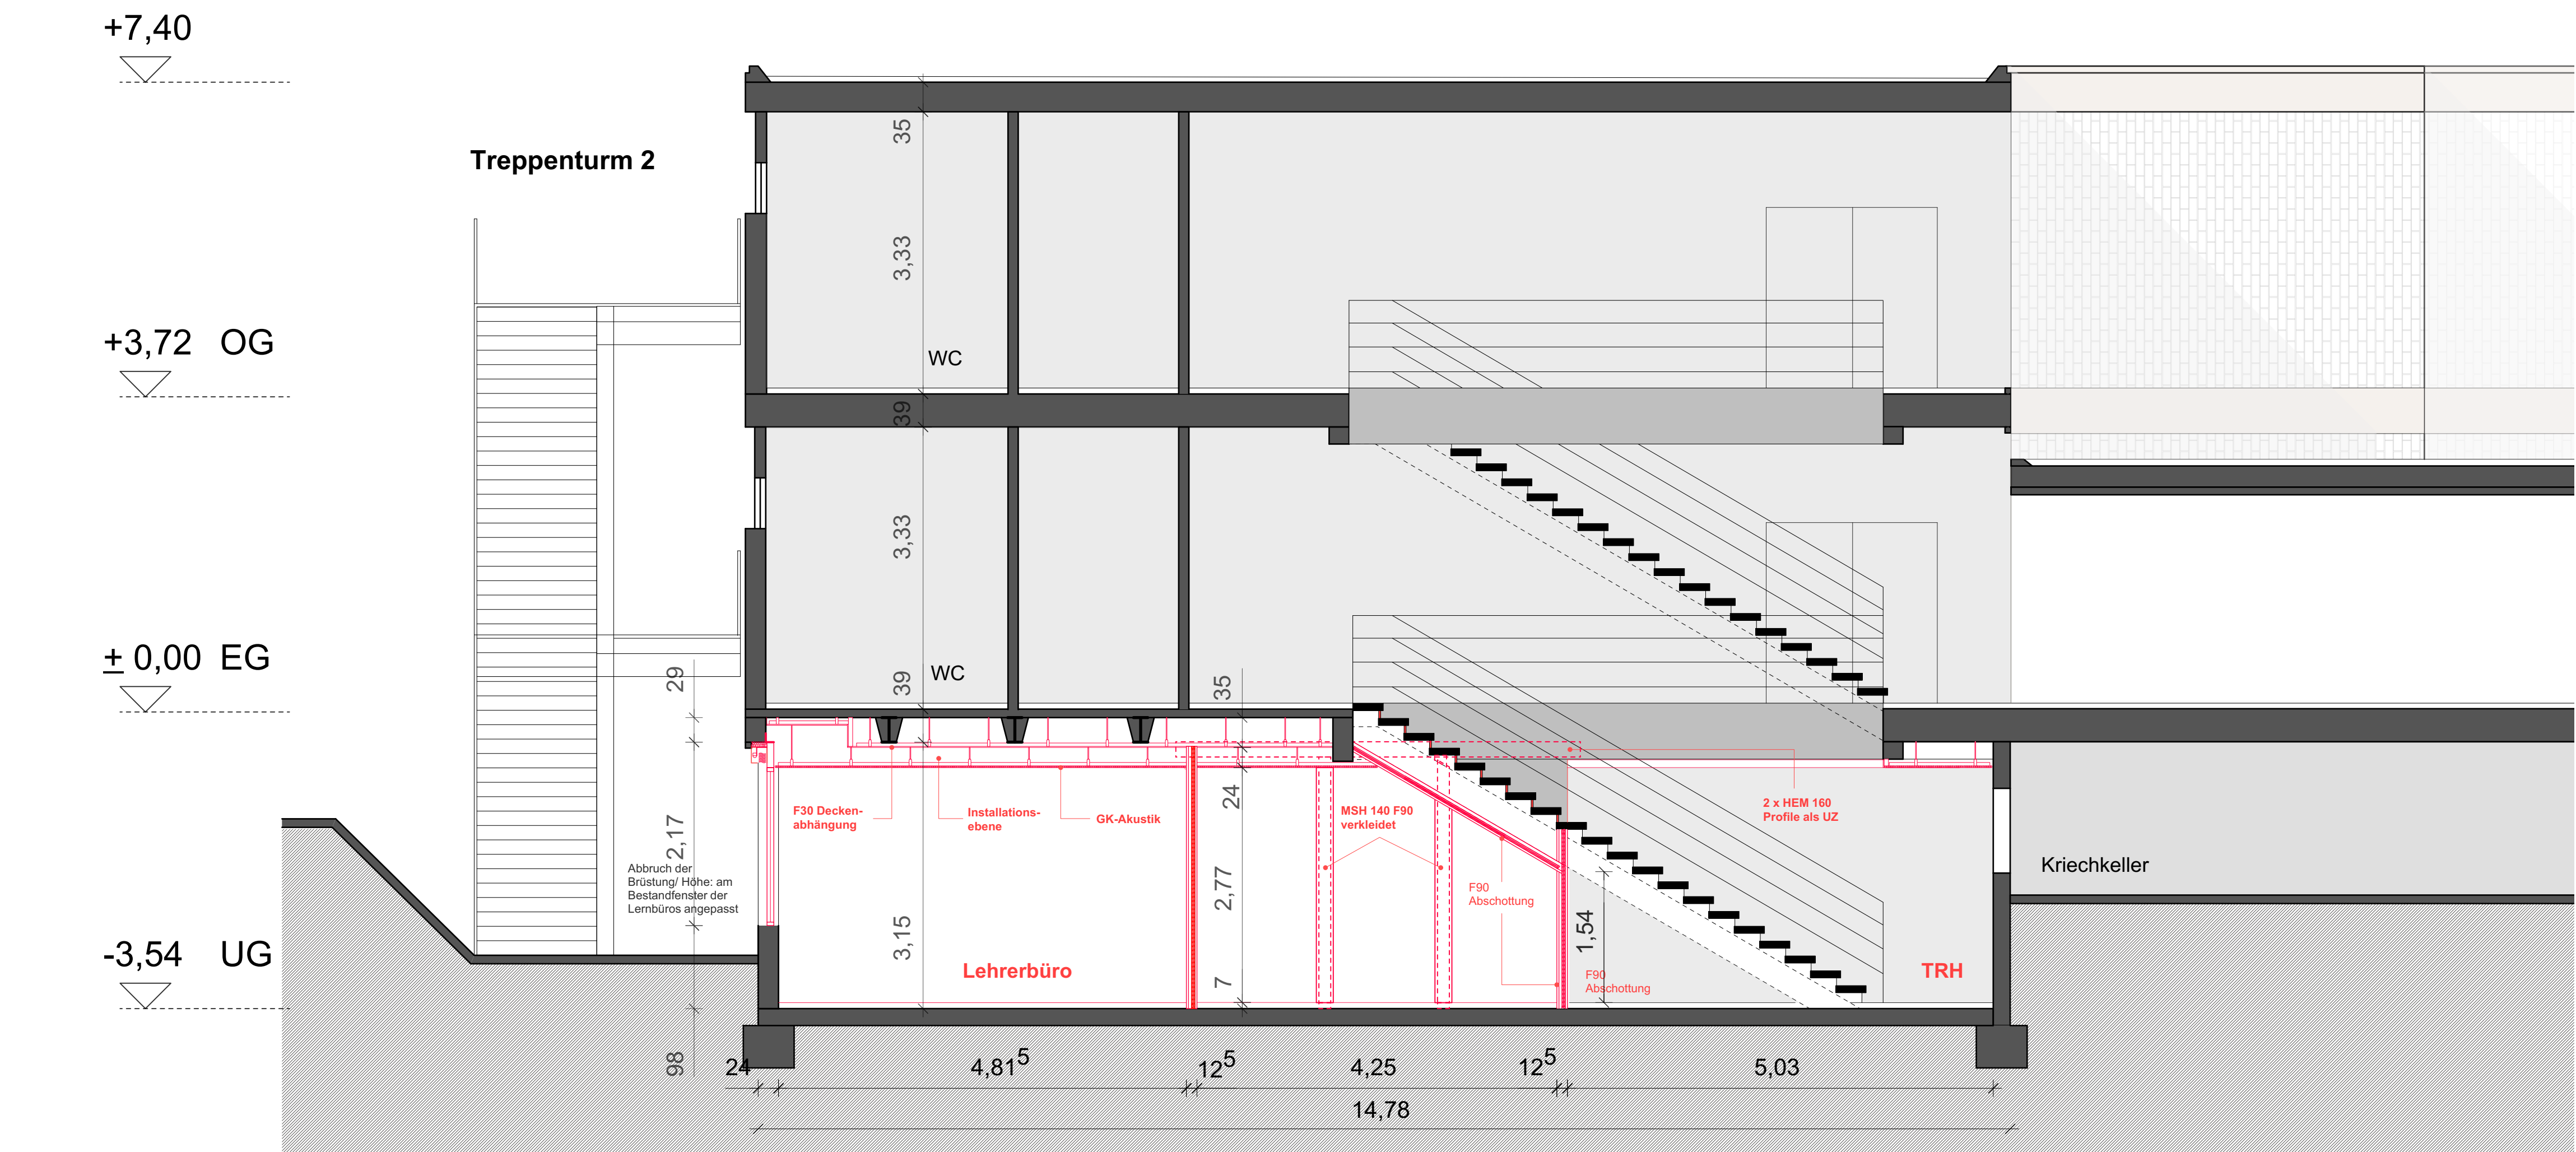 +7,40
Treppenturm 2
35
3,33
+3,72 OG
WC
39
3,33
± 0,00 EG
29
39
WC
35
F30 Decken-
abhängung
Installations-
ebene
GK-Akustik
24
MSH 140 F90
verkleidet
2 x HEM 160
Profile als UZ
2,17
Abbruch der
Brüstung/ Höhe: am
Bestandfenster der
Lernbüros angepasst
2,77
F90
Abschottung
Kriechkeller
3,15
1,54
-3,54 UG
Lehrerbüro
7
F90
Abschottung
TRH
98
24
4,81⁵
12⁵
4,25
12⁵
5,03
14,78